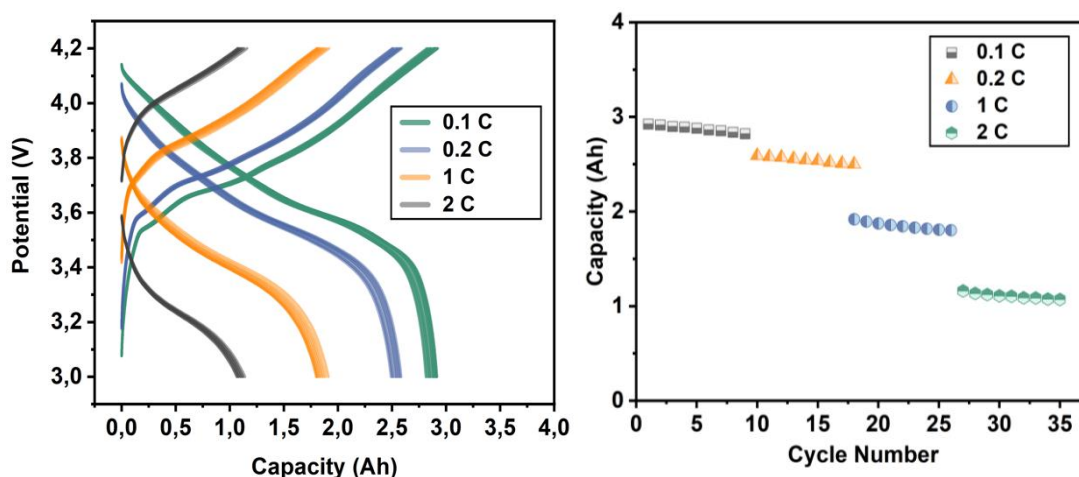 4,2
4,0
3,8
3,6
3,4
3,2
3,0
Potential (V)
0,0 0,5 1,0 1,5 2,0 2,5 3,0 3,5 4,0
Capacity (Ah)
0.1 C
0.2 C
1 C
2 C
4
3
2
1
0
Capacity (Ah)
0 5 10 15 20 25 30 35
Cycle Number
0.1 C
0.2 C
1 C
2 C